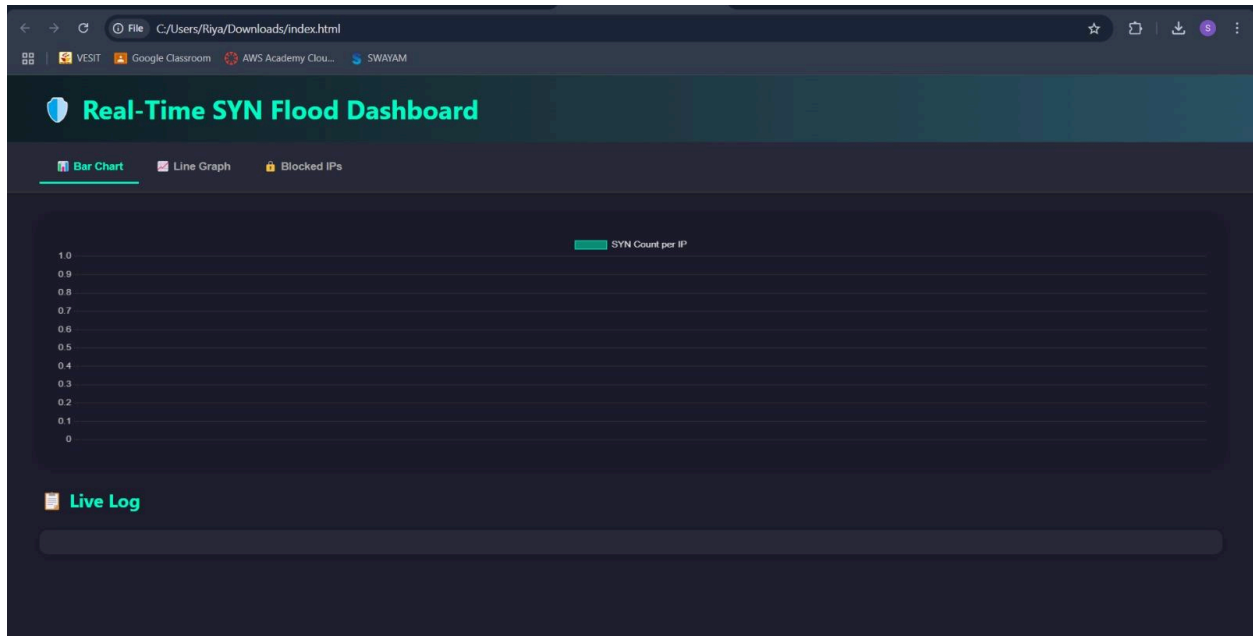 File C:/Users/Riya/Downloads/index.html
VESIT Google Classroom AWS Academy Clou... SWAYAM
Real-Time SYN Flood Dashboard
Bar Chart Line Graph Blocked IPs
SYN Count per IP
1.0
0.9
0.8
0.7
0.6
0.5
0.4
0.3
0.2
0.1
0
Live Log